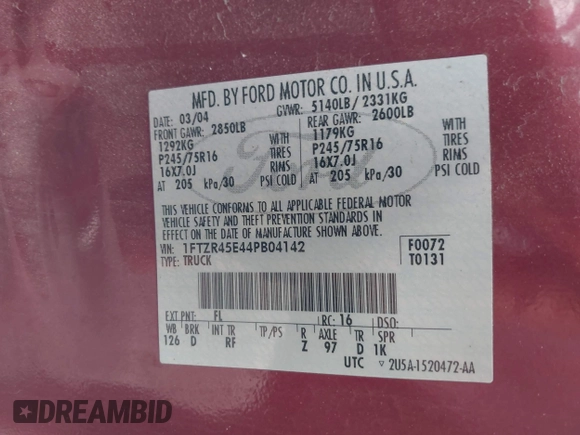 MFD. BY FORD MOTOR CO. IN U.S.A.
DATE: 03/04 GVWR: 5140LB/ 2331KG
FRONT GAWR: 2850LB REAR GAWR: 2600LB
1292KG WITH 1179KG WITH
P245/75R16 TIRES P245/75R16 TIRES
16X7.0J RIMS 16X7.0J RIMS
AT 205 kPa/30 PSI COLD AT 205 kPa/30 PSI COLD
THIS VEHICLE CONFORMS TO ALL APPLICABLE FEDERAL MOTOR
VEHICLE SAFETY AND THEFT PREVENTION STANDARDS IN
EFFECT ON THE DATE OF MANUFACTURE SHOWN ABOVE.
VIN: 1FTZR45E44PB04142 F0072
TYPE: TRUCK T0131
EXT PNT: FL RC: 16 DSO:
WB BRK INT TR TP/PS R AXLE TR SPR
126 D RF Z 97 D 1K
UTC ▽ 2U5A-1520472-AA
Ford
DREAMBID